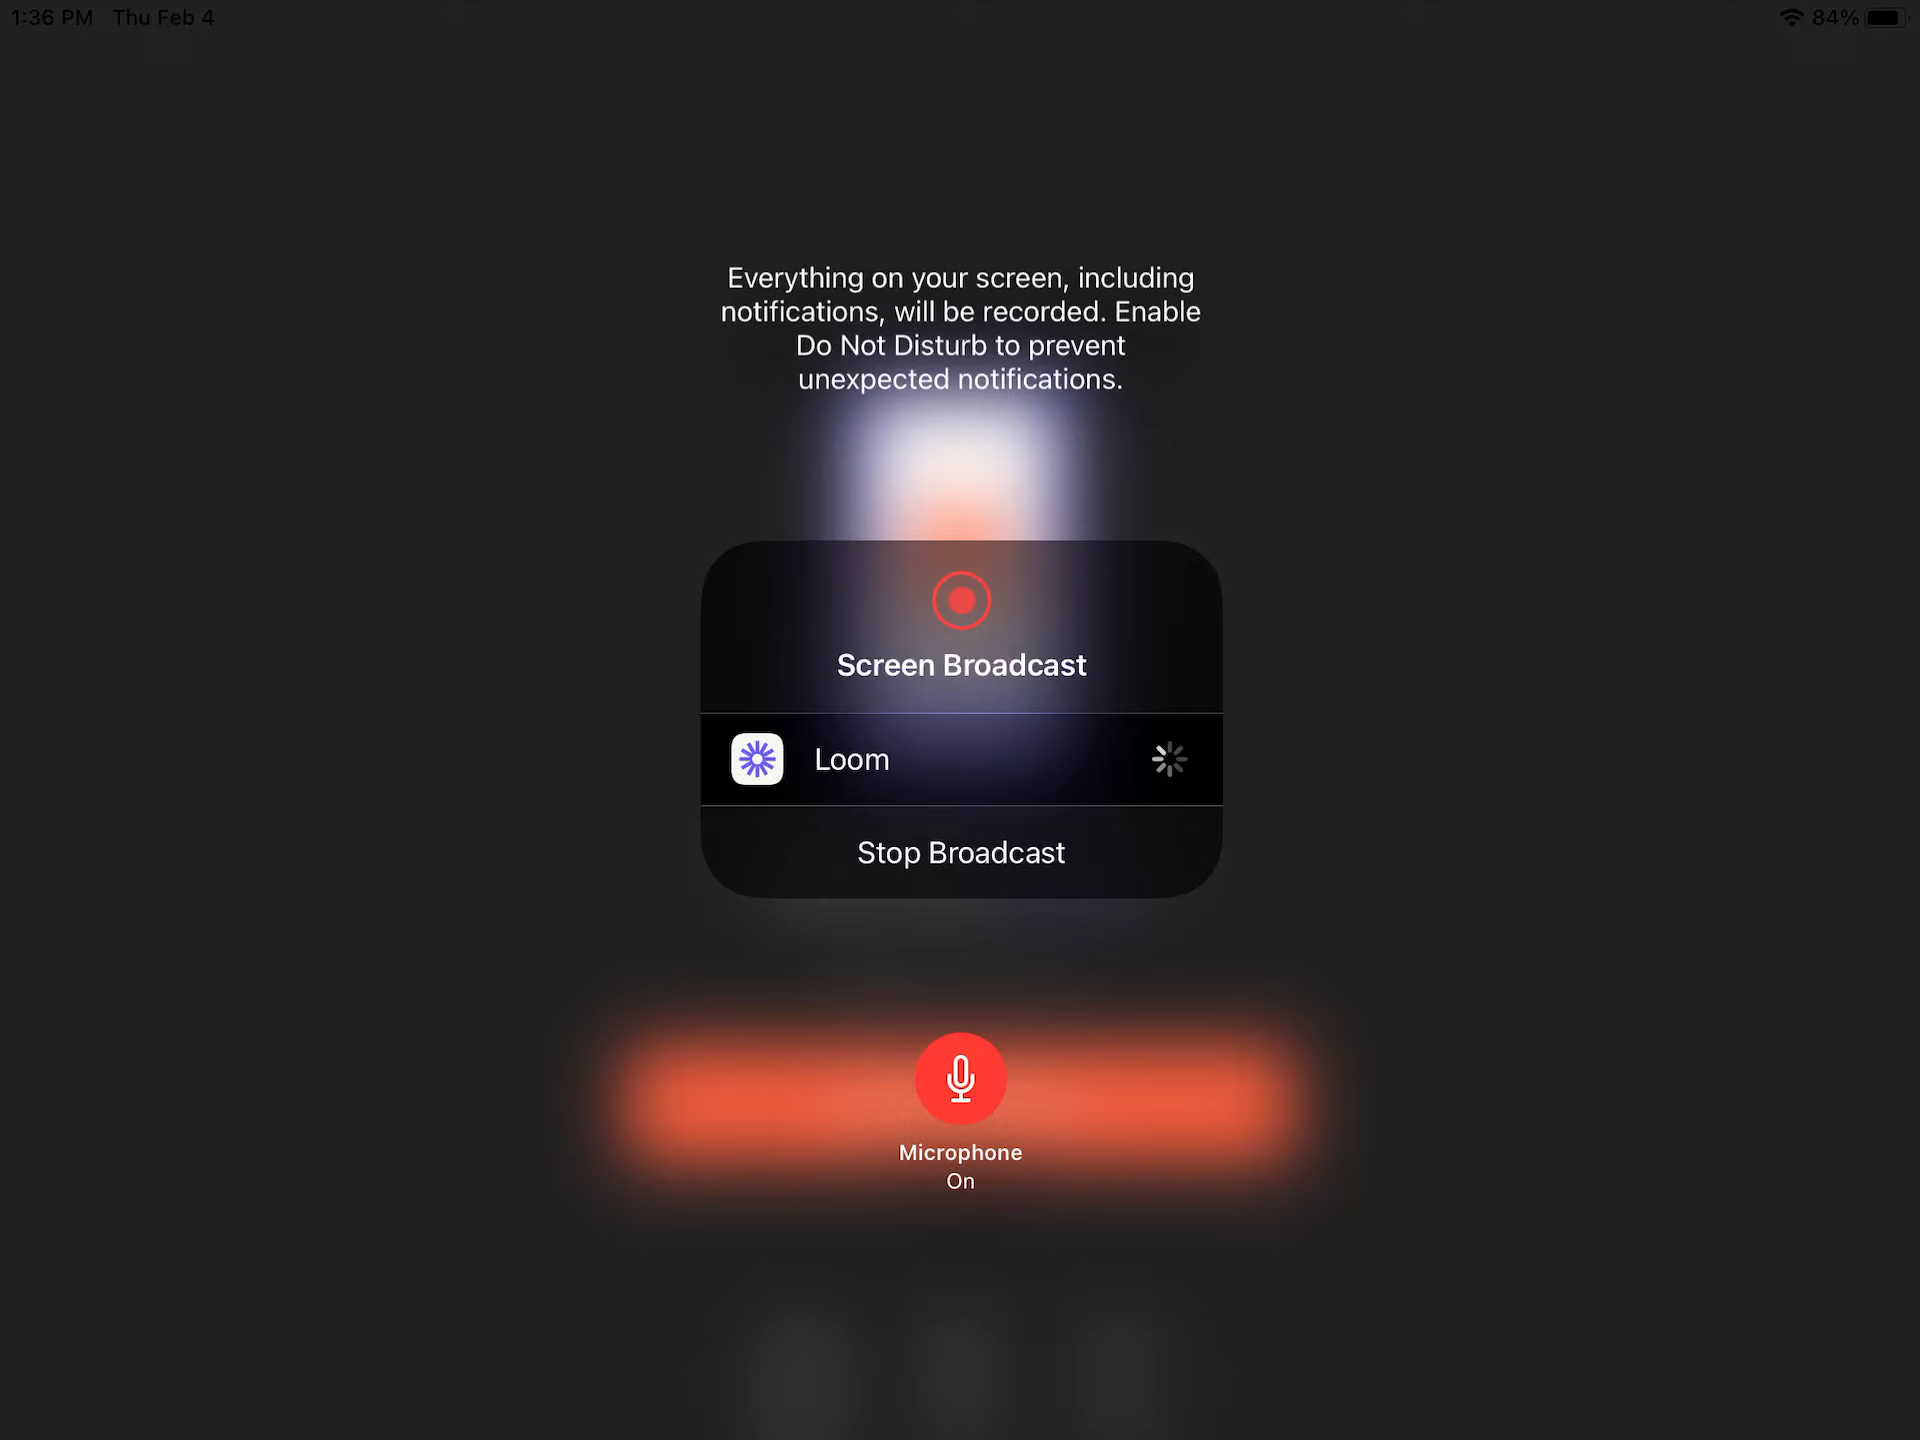 1:36 PM Thu Feb 4
84%
Everything on your screen, including
notifications, will be recorded. Enable
Do Not Disturb to prevent
unexpected notifications.
Screen Broadcast
Loom
Stop Broadcast
Microphone
On